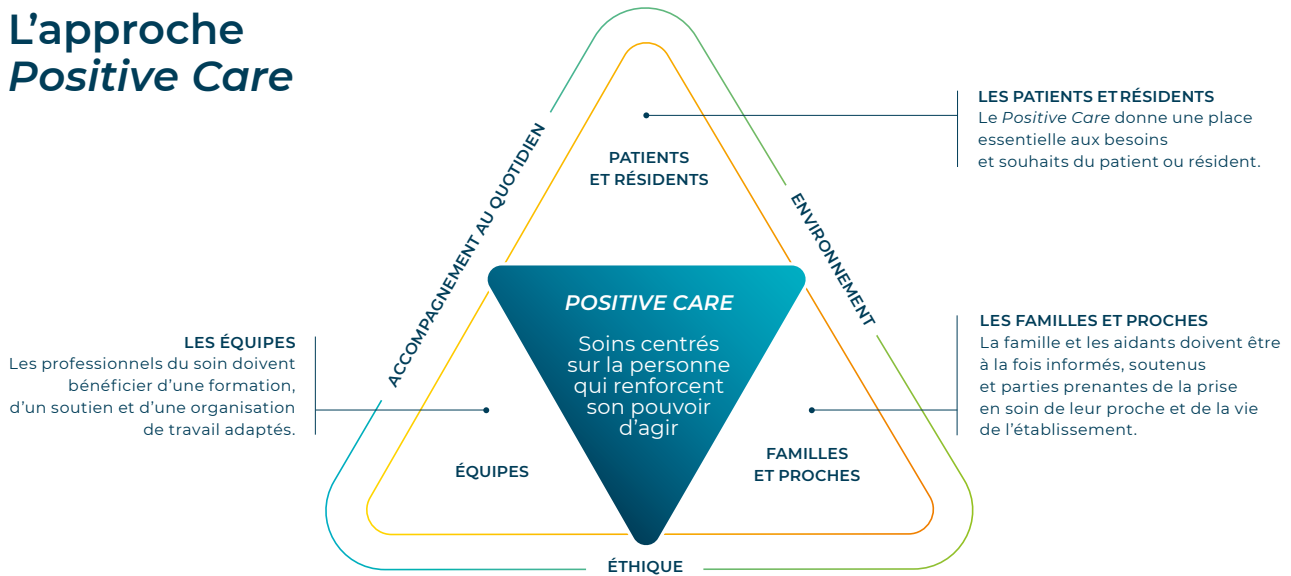 L’approche
Positive Care
PATIENTS
ET RÉSIDENTS
LES PATIENTS ET RÉSIDENTS
Le Positive Care donne une place
essentielle aux besoins
et souhaits du patient ou résident.
ACCOMPAGNEMENT AU QUOTIDIEN
ENVIRONNEMENT
POSITIVE CARE
Soins centrés
sur la personne
qui renforcent
son pouvoir
d’agir
LES ÉQUIPES
Les professionnels du soin doivent
bénéficier d’une formation,
d’un soutien et d’une organisation
de travail adaptés.
LES FAMILLES ET PROCHES
La famille et les aidants doivent être
à la fois informés, soutenus
et parties prenantes de la prise
en soin de leur proche et de la vie
de l’établissement.
ÉQUIPES
FAMILLES
ET PROCHES
ÉTHIQUE